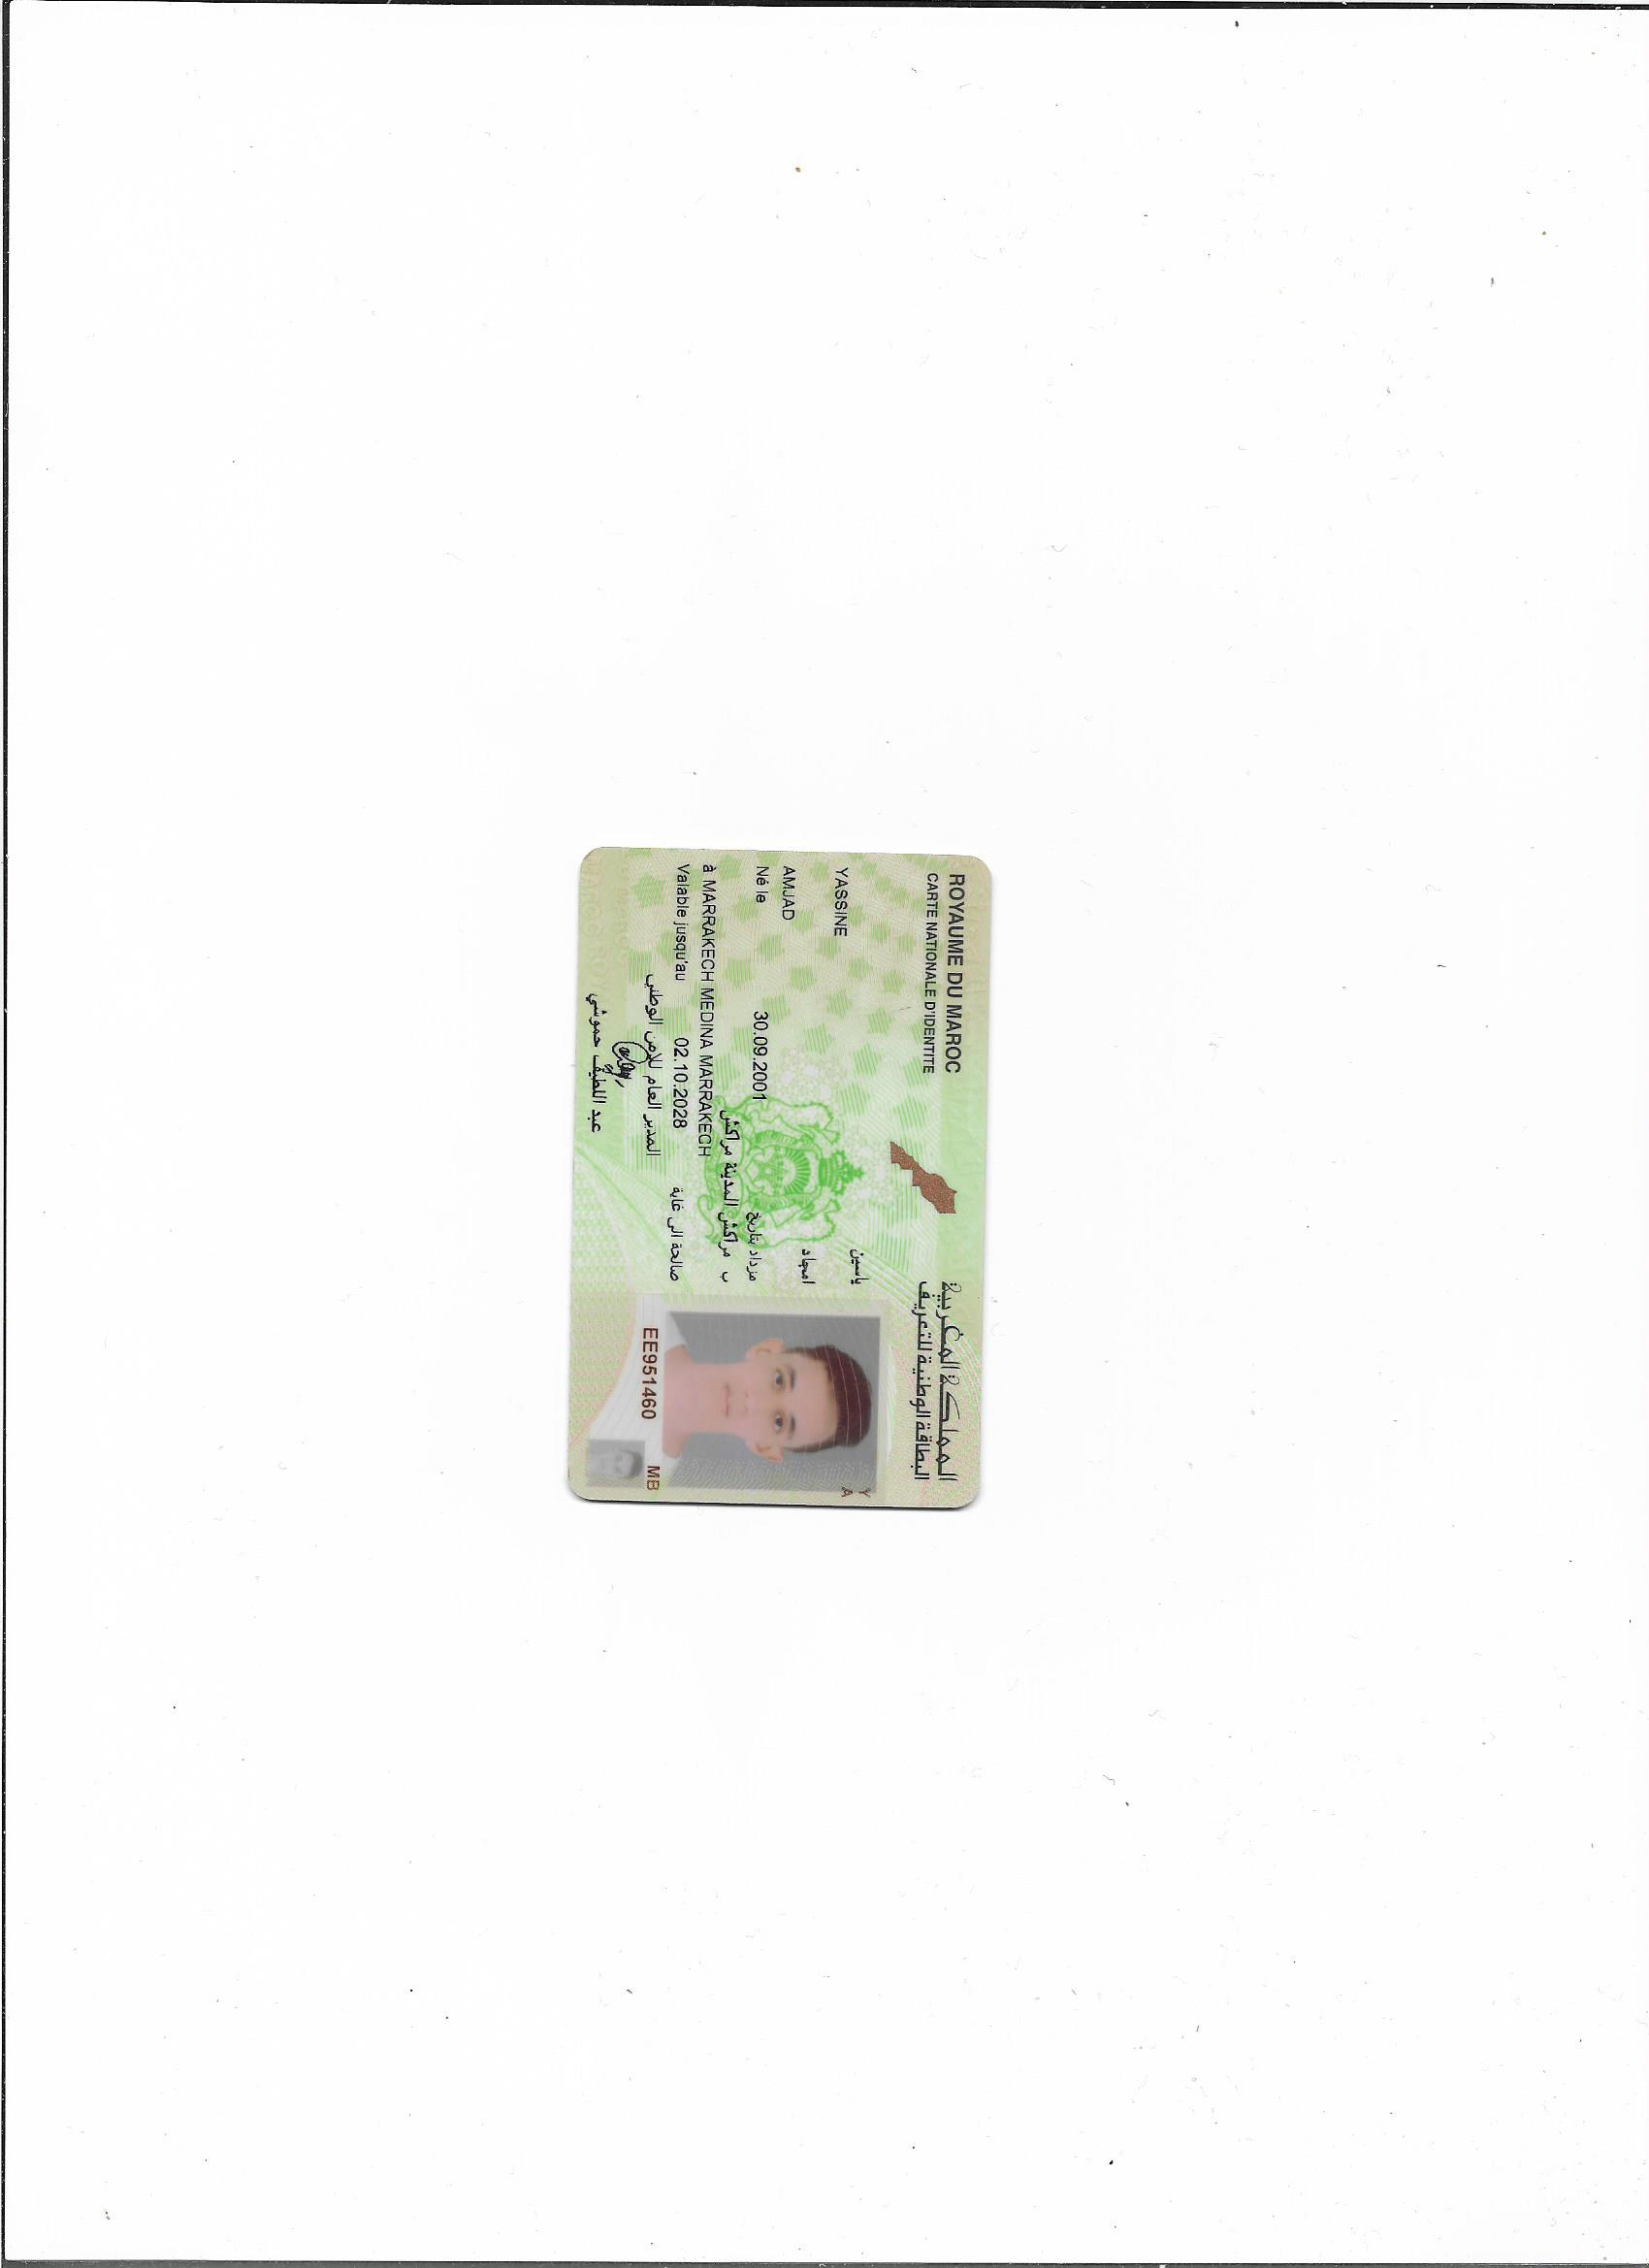 ROYAUME DU MAROC
المملكة المغربية
CARTE NATIONALE D'IDENTITE
البطاقة الوطنية للتعريف
ياسين
YASSINE
امجاد
AMJAD
Né le 30.09.2001 مزداد بتاريخ
ب مراكش المدينة مراكش
à MARRAKECH MEDINA MARRAKECH
Valable jusqu'au 02.10.2028 صالحة الى غاية
المدير العام للأمن الوطني
عبد اللطيف حموشي
Y
A
EE951460
MB